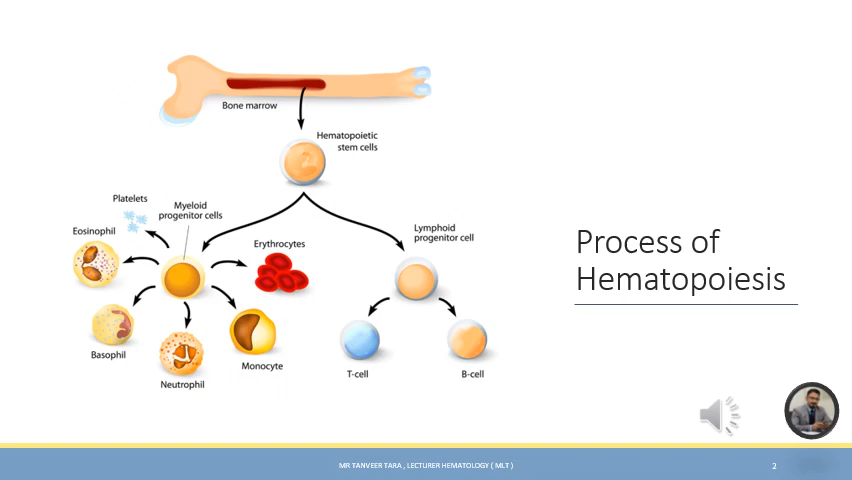 Bone marrow
Hematopoietic
stem cells
Platelets
Myeloid
progenitor cells
Eosinophil
Erythrocytes
Lymphoid
progenitor cell
Basophil
Neutrophil
Monocyte
T-cell
B-cell
Process of
Hematopoiesis
MR TANVEER TARA , LECTURER HEMATOLOGY ( MLT )
2